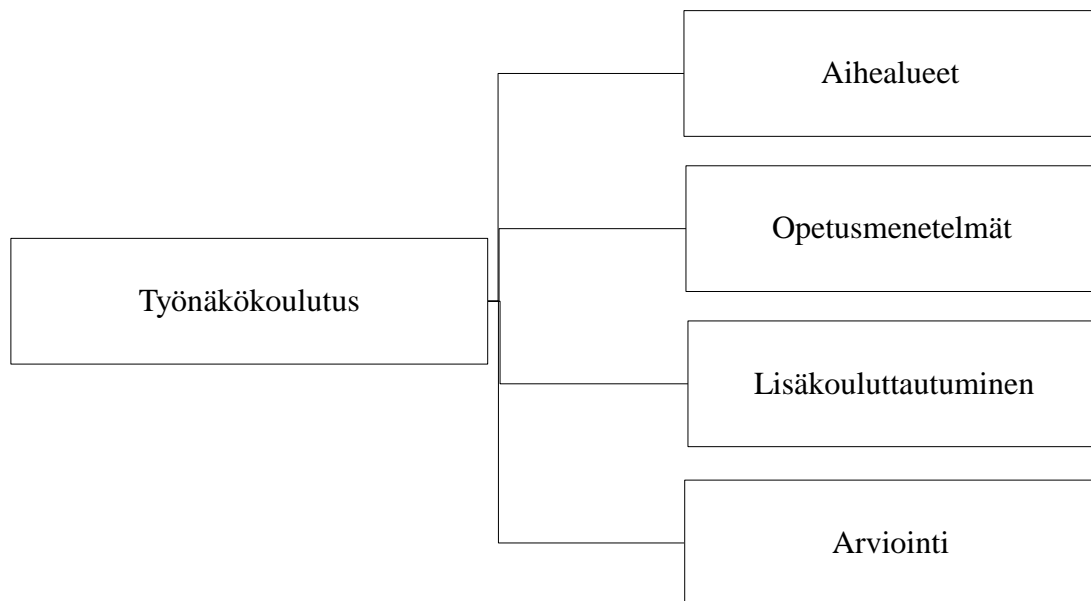 Aihealueet
Opetusmenetelmät
Työnäkökoulutus
Lisäkouluttautuminen
Arviointi